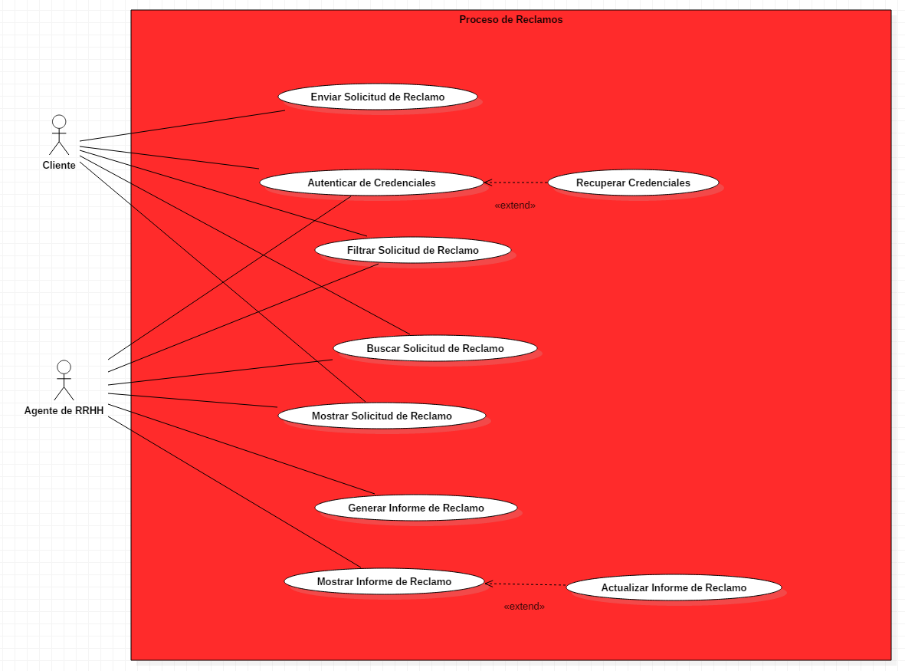 Proceso de Reclamos
Enviar Solicitud de Reclamo
Cliente
Autenticar de Credenciales
Recuperar Credenciales
«extend»
Filtrar Solicitud de Reclamo
Buscar Solicitud de Reclamo
Agente de RRHH
Mostrar Solicitud de Reclamo
Generar Informe de Reclamo
Mostrar Informe de Reclamo
Actualizar Informe de Reclamo
«extend»